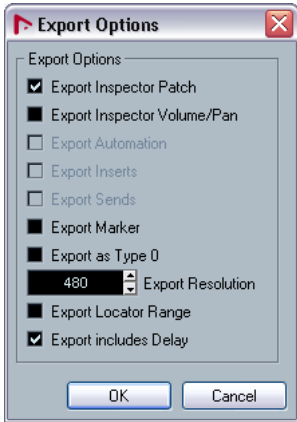 Export Options
Export Options
Export Inspector Patch
Export Inspector Volume/Pan
Export Automation
Export Inserts
Export Sends
Export Marker
Export as Type 0
480 Export Resolution
Export Locator Range
Export includes Delay
OK Cancel